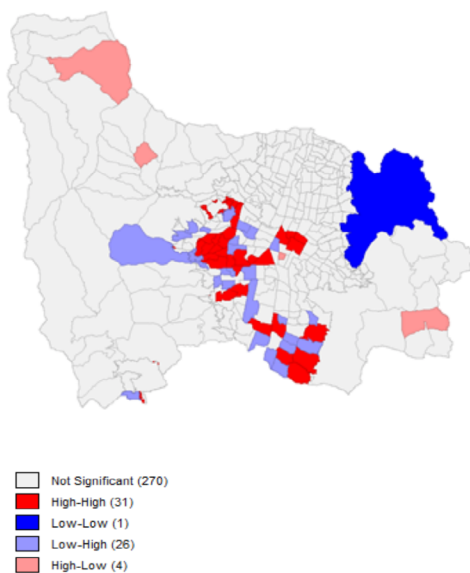 Not Significant (270)
High-High (31)
Low-Low (1)
Low-High (26)
High-Low (4)